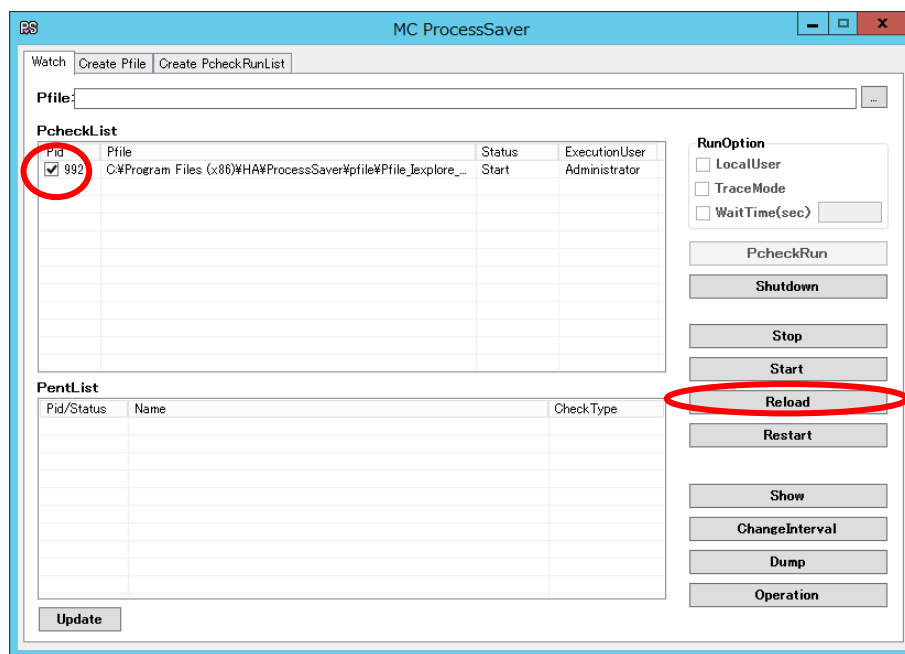 PS MC ProcessSaver
Watch Create Pfile Create PcheckRunList
Pfile: ...
PcheckList
Pid Pfile Status ExecutionUser
992 C:¥Program Files (x86)¥HA¥ProcessSaver¥pfile¥Pfile_Iexplore_... Start Administrator
RunOption
LocalUser
TraceMode
WaitTime(sec)
PcheckRun
Shutdown
Stop
Start
Reload
Restart
PentList
Pid/Status Name CheckType
Show
ChangeInterval
Dump
Operation
Update